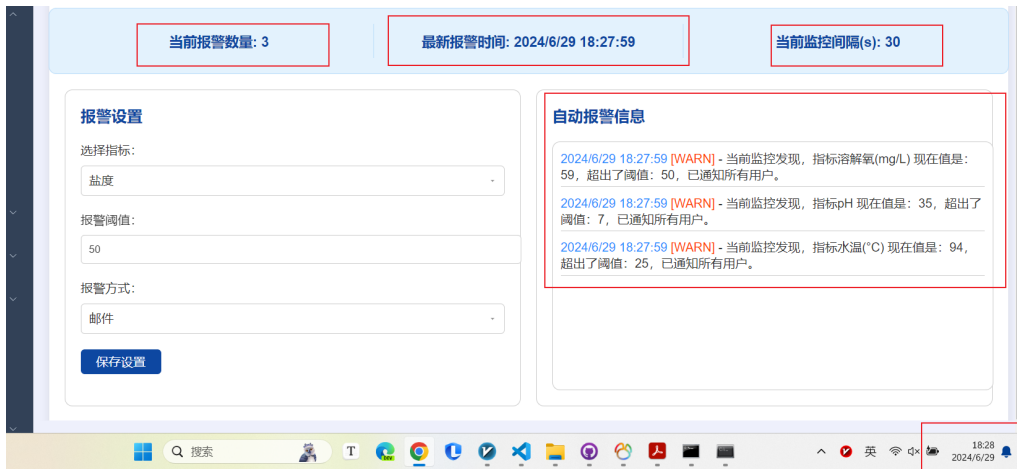 当前报警数量: 3
最新报警时间: 2024/6/29 18:27:59
当前监控间隔(s): 30
报警设置
选择指标:
盐度
报警阈值:
50
报警方式:
邮件
保存设置
自动报警信息
2024/6/29 18:27:59 [WARN] - 当前监控发现，指标溶解氧(mg/L) 现在值是：
59，超出了阈值：50，已通知所有用户。
2024/6/29 18:27:59 [WARN] - 当前监控发现，指标pH 现在值是：35，超出了
阈值：7，已通知所有用户。
2024/6/29 18:27:59 [WARN] - 当前监控发现，指标水温(°C) 现在值是：94，
超出了阈值：25，已通知所有用户。
搜索
T
DEV
英
18:28
2024/6/29